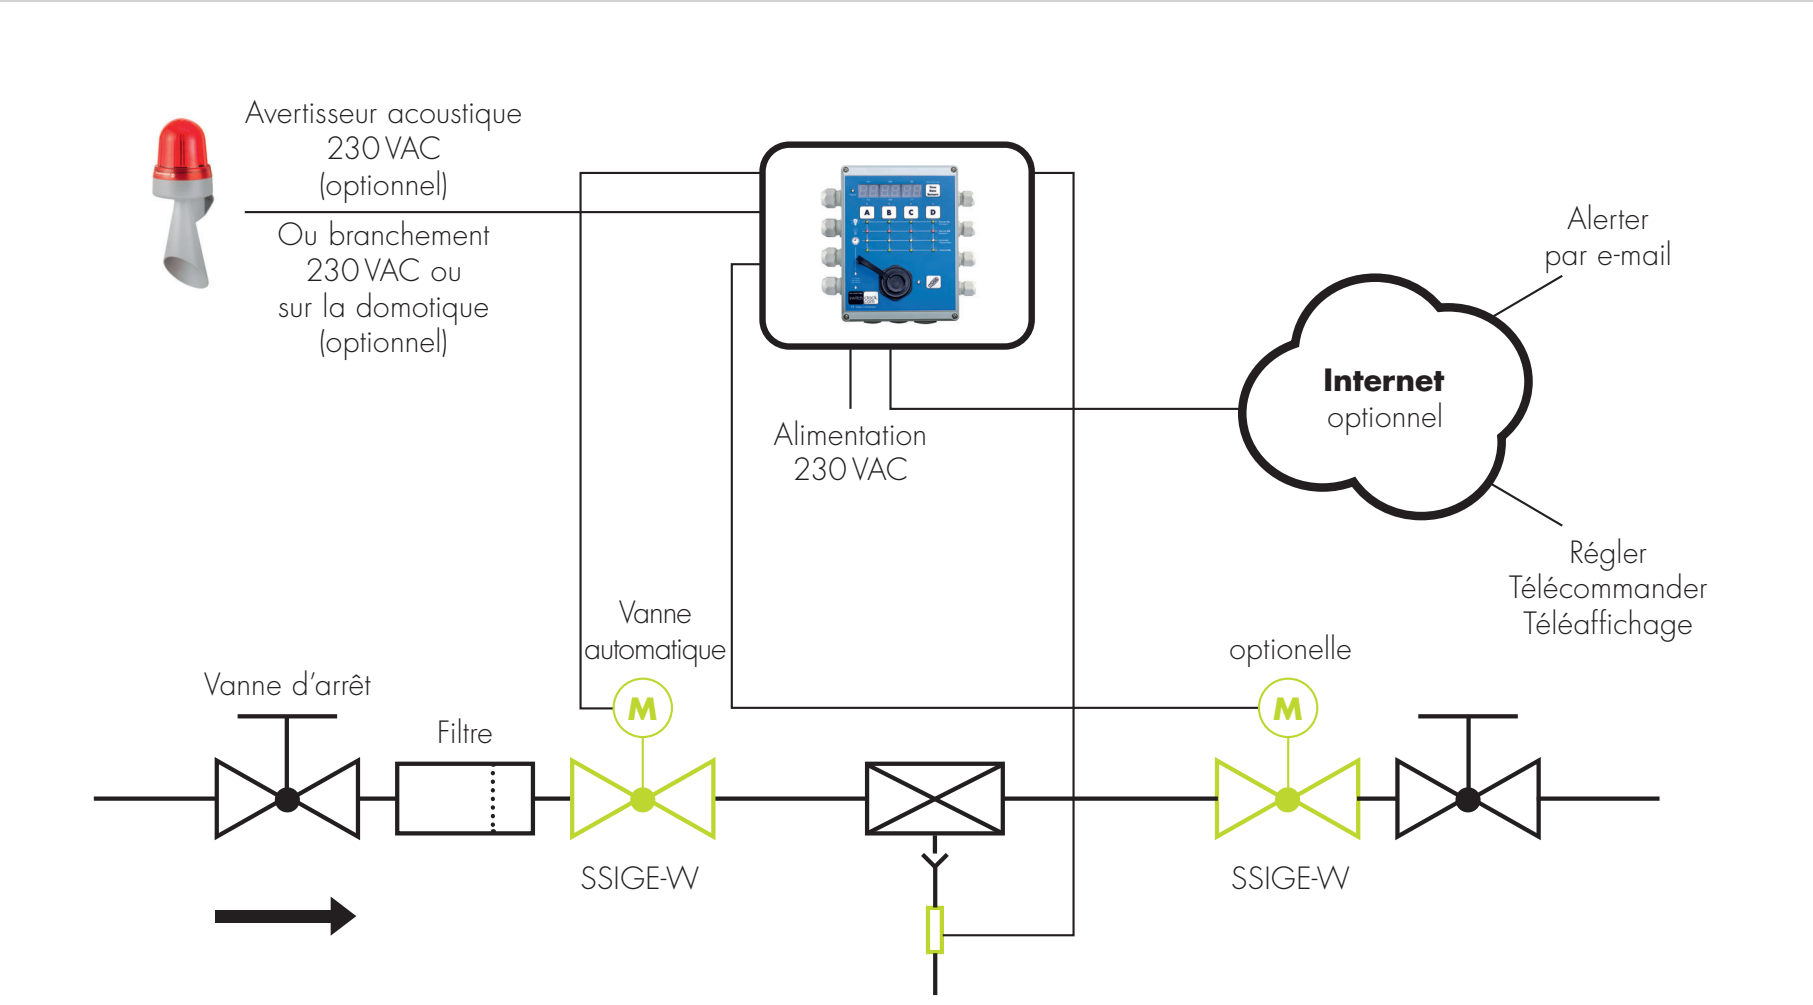 Avertisseur acoustique
230 VAC
(optionnel)
Ou branchement
230 VAC ou
sur la domotique
(optionnel)
A B C D
Alimentation
230 VAC
Alerter
par e-mail
Internet
optionnel
Régler
Télécommander
Téléaffichage
Vanne
automatique
optionelle
Vanne d'arrêt
M
M
Filtre
SSIGE-W
SSIGE-W